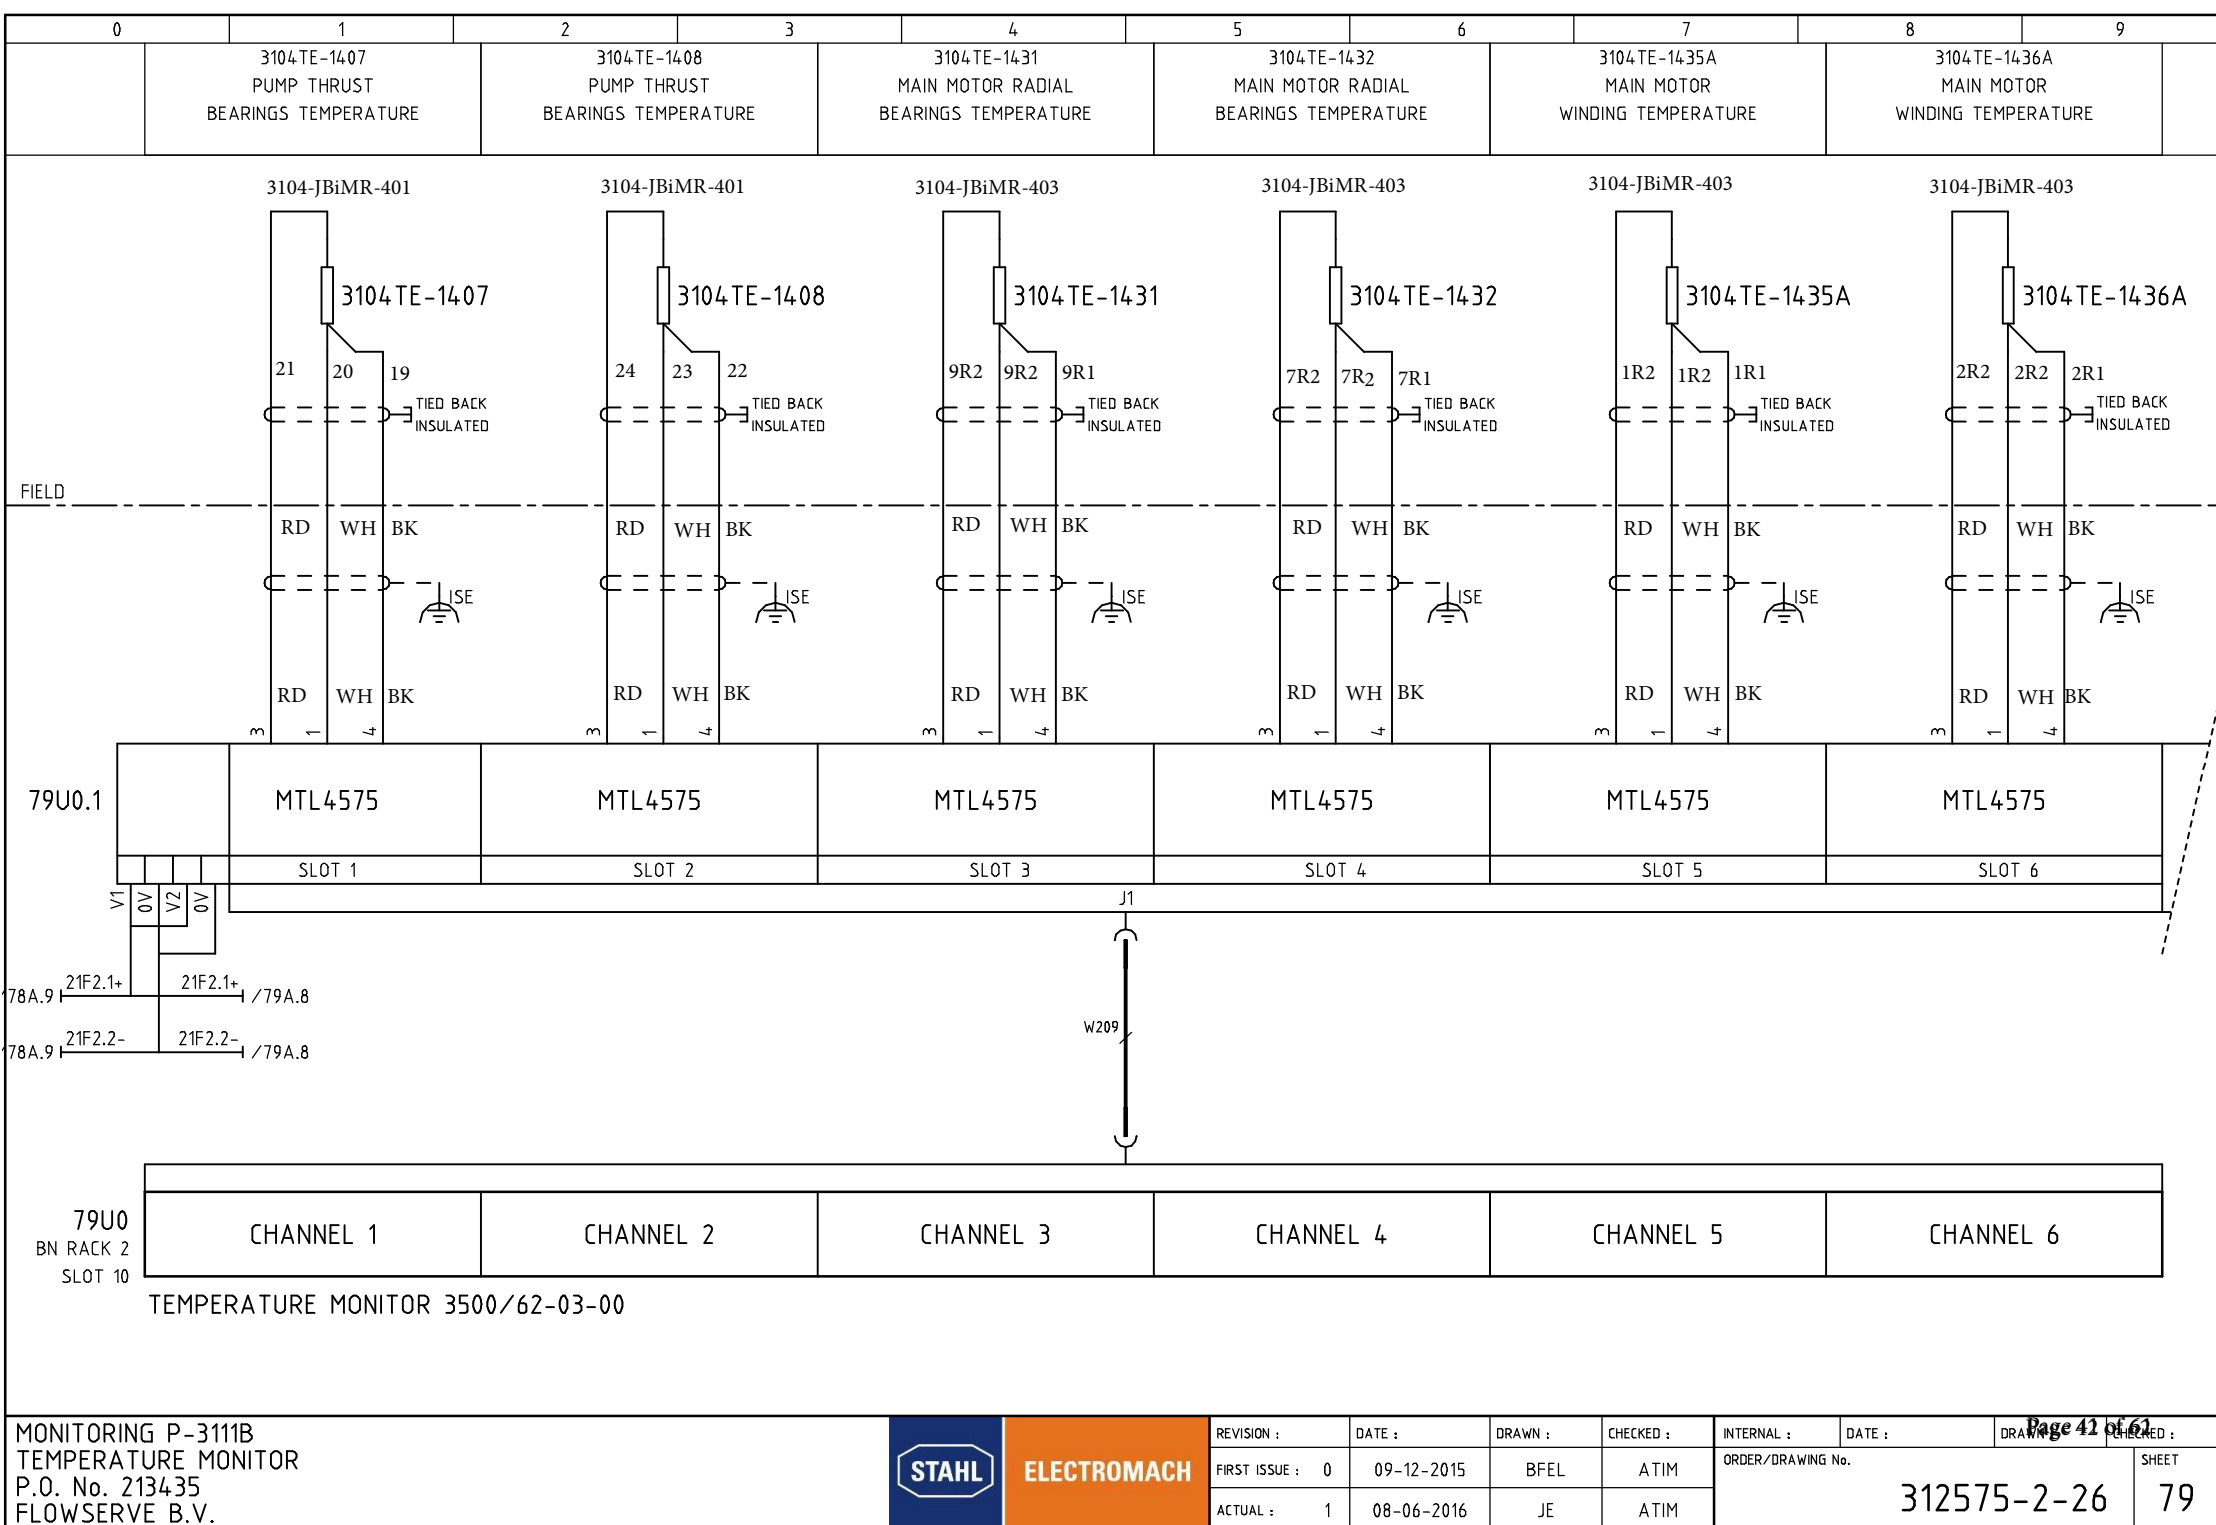 0 1 2 3 4 5 6 7 8 9
3104TE-1407 3104TE-1408 3104TE-1431 3104TE-1432 3104TE-1435A 3104TE-1436A
PUMP THRUST PUMP THRUST MAIN MOTOR RADIAL MAIN MOTOR RADIAL MAIN MOTOR MAIN MOTOR
BEARINGS TEMPERATURE BEARINGS TEMPERATURE BEARINGS TEMPERATURE BEARINGS TEMPERATURE WINDING TEMPERATURE WINDING TEMPERATURE
3104-JBiMR-401 3104-JBiMR-401 3104-JBiMR-403 3104-JBiMR-403 3104-JBiMR-403 3104-JBiMR-403
3104TE-1407 3104TE-1408 3104TE-1431 3104TE-1432 3104TE-1435A 3104TE-1436A
21 20 19 24 23 22 9R2 9R2 9R1 7R2 7R2 7R1 1R2 1R2 1R1 2R2 2R2 2R1
TIED BACK TIED BACK TIED BACK TIED BACK TIED BACK TIED BACK
INSULATED INSULATED INSULATED INSULATED INSULATED INSULATED
FIELD
RD WH BK RD WH BK RD WH BK RD WH BK RD WH BK RD WH BK
ISE ISE ISE ISE ISE ISE
RD WH BK RD WH BK RD WH BK RD WH BK RD WH BK RD WH BK
3 1 4 3 1 4 3 1 4 3 1 4 3 1 4 3 1 4
79U0.1 MTL4575 MTL4575 MTL4575 MTL4575 MTL4575 MTL4575
SLOT 1 SLOT 2 SLOT 3 SLOT 4 SLOT 5 SLOT 6
V1 0V V2 0V J1
78A.9 21F2.1+ 21F2.1+ /79A.8
W209
78A.9 21F2.2- 21F2.2- /79A.8
79U0
BN RACK 2
SLOT 10
CHANNEL 1 CHANNEL 2 CHANNEL 3 CHANNEL 4 CHANNEL 5 CHANNEL 6
TEMPERATURE MONITOR 3500/62-03-00
MONITORING P-3111B
TEMPERATURE MONITOR
P.O. No. 213435
FLOWSERVE B.V.
STAHL ELECTROMACH
REVISION : DATE : DRAWN : CHECKED :
FIRST ISSUE : 0 09-12-2015 BFEL ATIM
ACTUAL : 1 08-06-2016 JE ATIM
INTERNAL : DATE : DRAWN : CHECKED :
Page 42 of 62
ORDER/DRAWING No. SHEET
312575-2-26 79